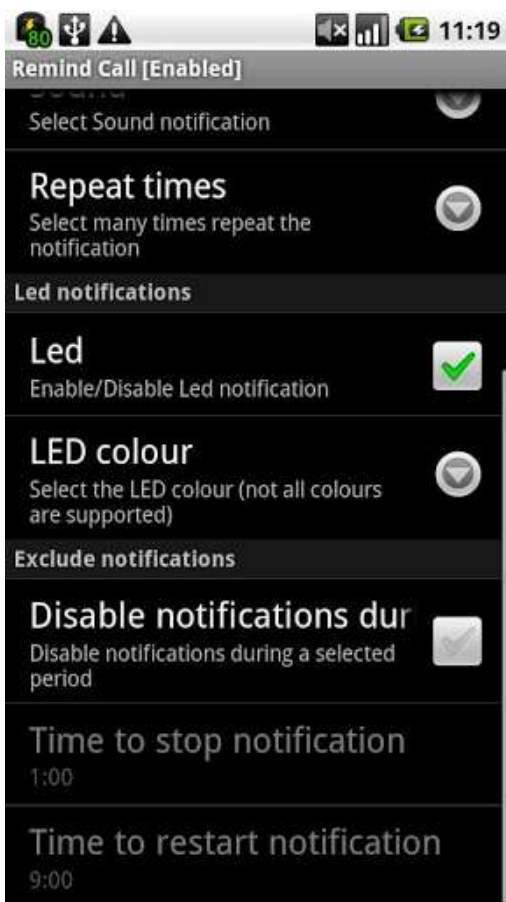 80
11:19
Remind Call [Enabled]
Sound
Select Sound notification
Repeat times
Select many times repeat the
notification
Led notifications
Led
Enable/Disable Led notification
LED colour
Select the LED colour (not all colours
are supported)
Exclude notifications
Disable notifications dur
Disable notifications during a selected
period
Time to stop notification
1:00
Time to restart notification
9:00